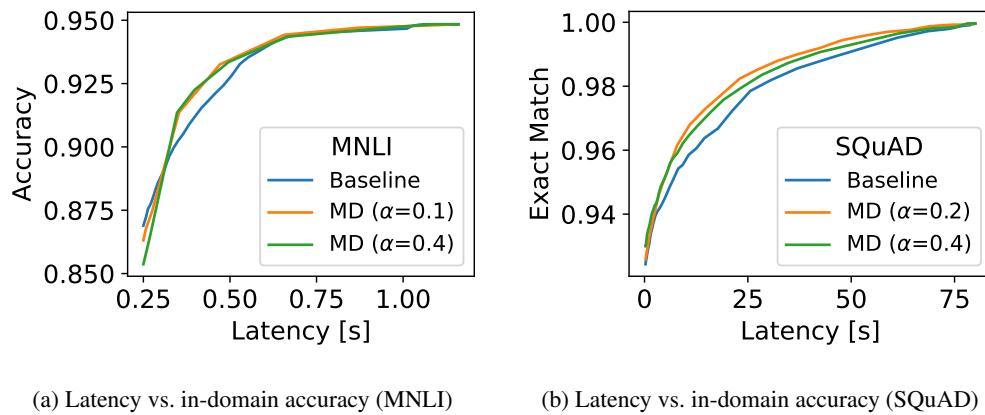 0.950
0.925
0.900
0.875
0.850
Accuracy
0.25 0.50 0.75 1.00
Latency [s]
MNLI
Baseline
MD (α=0.1)
MD (α=0.4)
(a) Latency vs. in-domain accuracy (MNLI)
1.00
0.98
0.96
0.94
Exact Match
0 25 50 75
Latency [s]
SQuAD
Baseline
MD (α=0.2)
MD (α=0.4)
(b) Latency vs. in-domain accuracy (SQuAD)